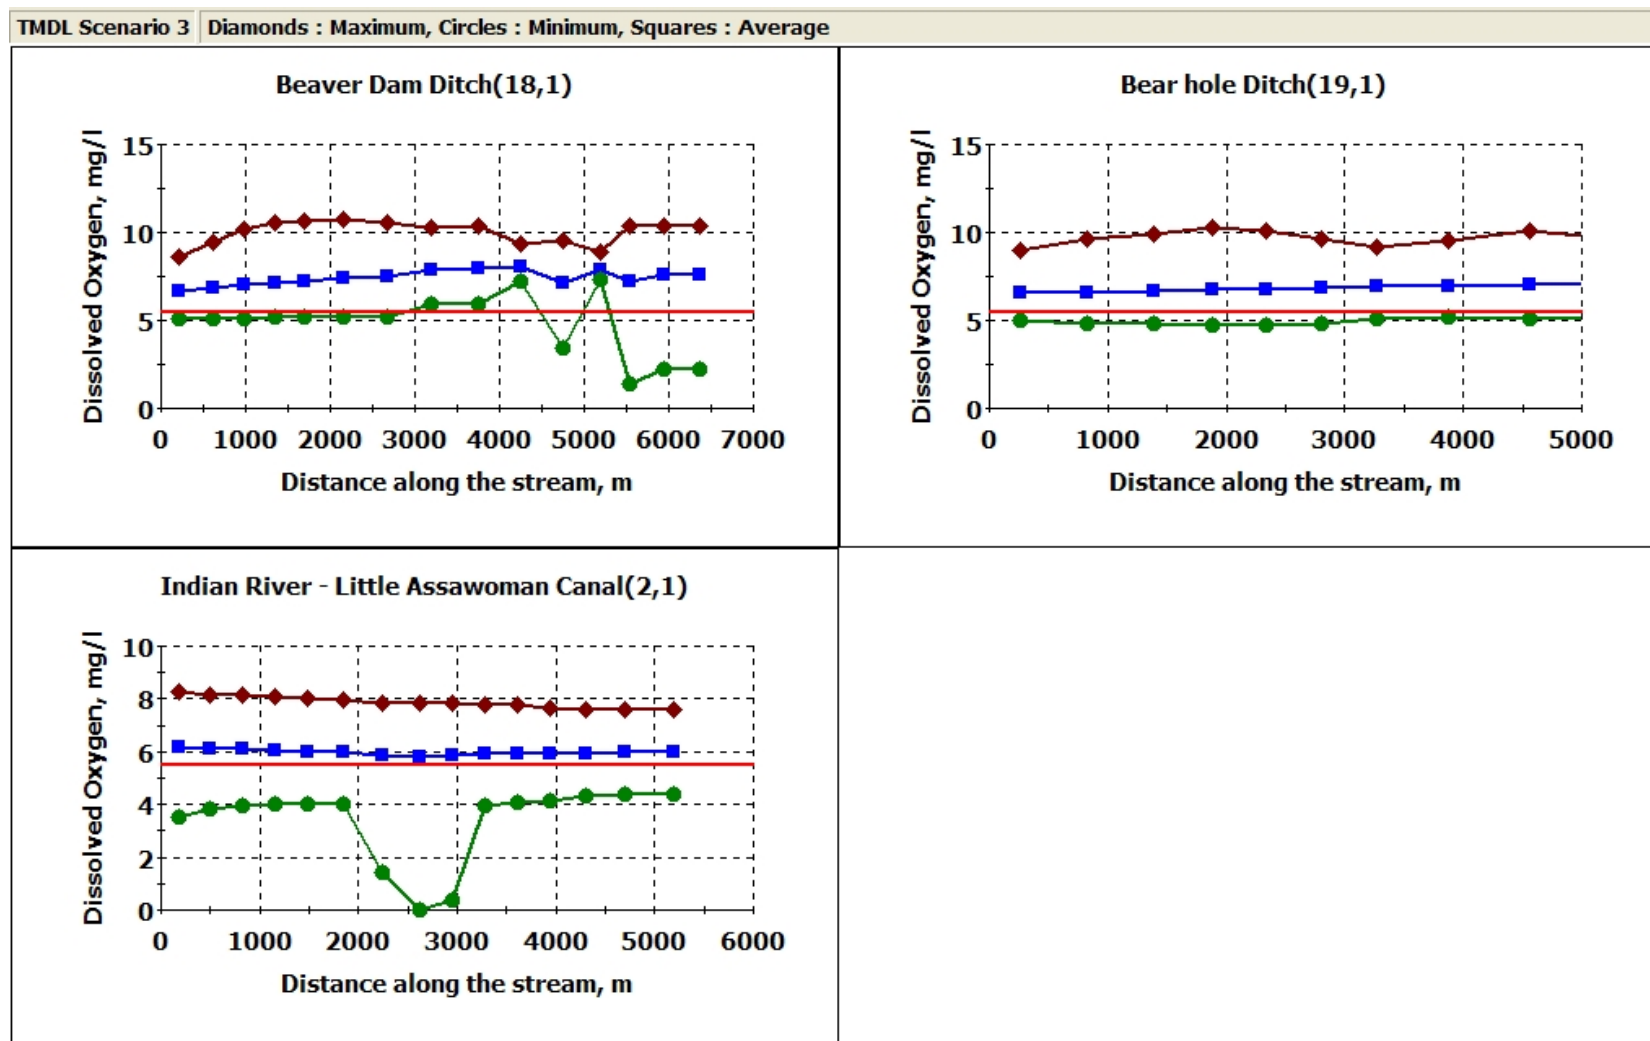 TMDL Scenario 3 Diamonds : Maximum, Circles : Minimum, Squares : Average
Beaver Dam Ditch(18,1)
Dissolved Oxygen, mg/l
15
10
5
0
0 1000 2000 3000 4000 5000 6000 7000
Distance along the stream, m
Bear hole Ditch(19,1)
Dissolved Oxygen, mg/l
15
10
5
0
0 1000 2000 3000 4000 5000
Distance along the stream, m
Indian River - Little Assawoman Canal(2,1)
Dissolved Oxygen, mg/l
10
8
6
4
2
0
0 1000 2000 3000 4000 5000 6000
Distance along the stream, m